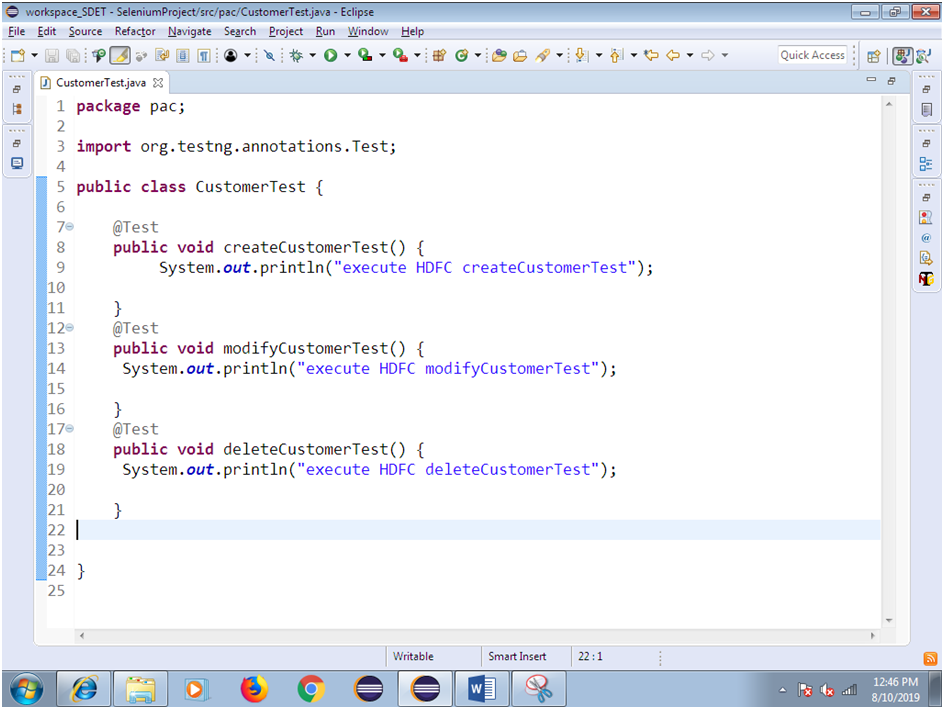 workspace_SDET - SeleniumProject/src/pac/CustomerTest.java - Eclipse
File Edit Source Refactor Navigate Search Project Run Window Help
Quick Access
CustomerTest.java
1 package pac;
2
3 import org.testng.annotations.Test;
4
5 public class CustomerTest {
6
7 @Test
8 public void createCustomerTest() {
9 System.out.println("execute HDFC createCustomerTest");
10
11 }
12 @Test
13 public void modifyCustomerTest() {
14 System.out.println("execute HDFC modifyCustomerTest");
15
16 }
17 @Test
18 public void deleteCustomerTest() {
19 System.out.println("execute HDFC deleteCustomerTest");
20
21 }
22
23
24 }
25
Writable Smart Insert 22 : 1
12:46 PM
8/10/2019